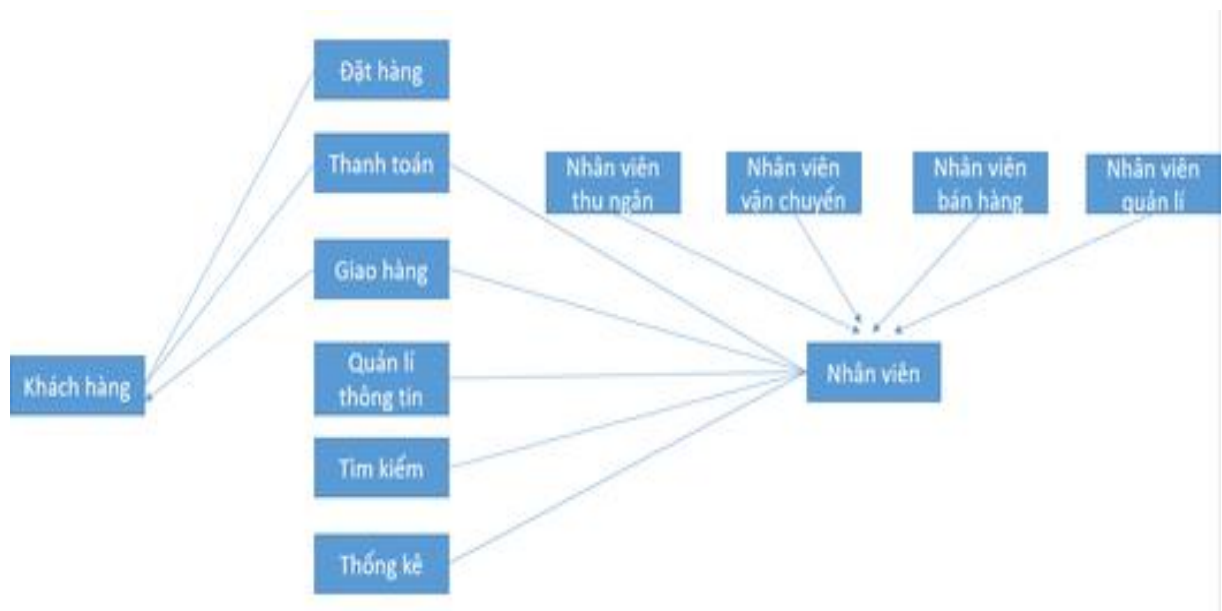 Đặt hàng
Thanh toán
Nhân viên
thu ngân
Nhân viên
vận chuyển
Nhân viên
bán hàng
Nhân viên
quản lí
Giao hàng
Khách hàng
Quản lí
thông tin
Nhân viên
Tìm kiếm
Thống kê